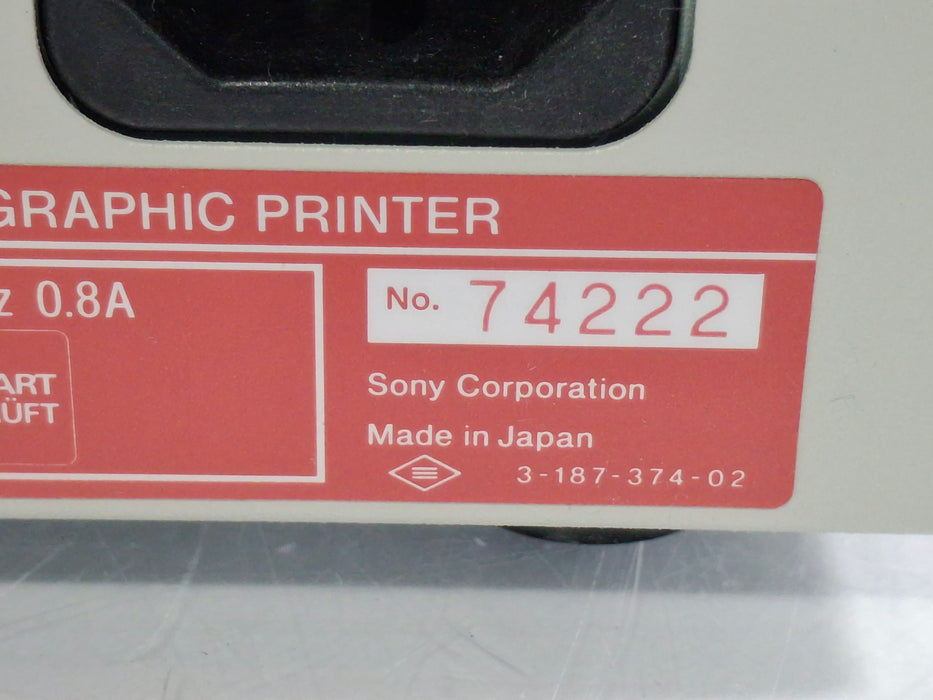 GRAPHIC PRINTER
z 0.8A
No. 74222
ART
ÜFT
Sony Corporation
Made in Japan
3-187-374-02